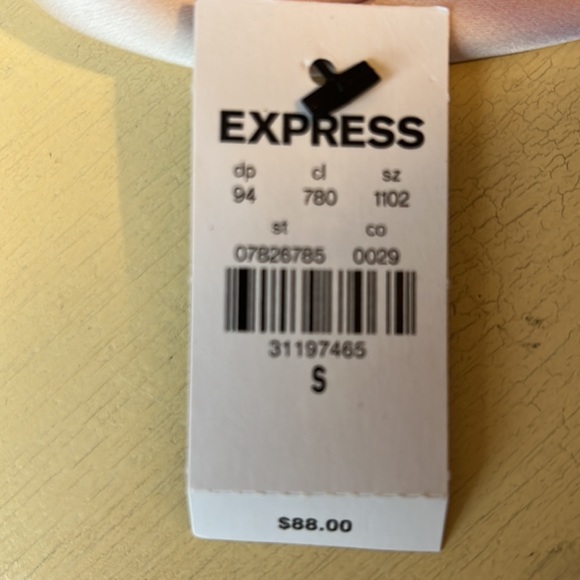 EXPRESS
dp cl sz
94 780 1102
st co
07826785 0029
31197465
S
$88.00